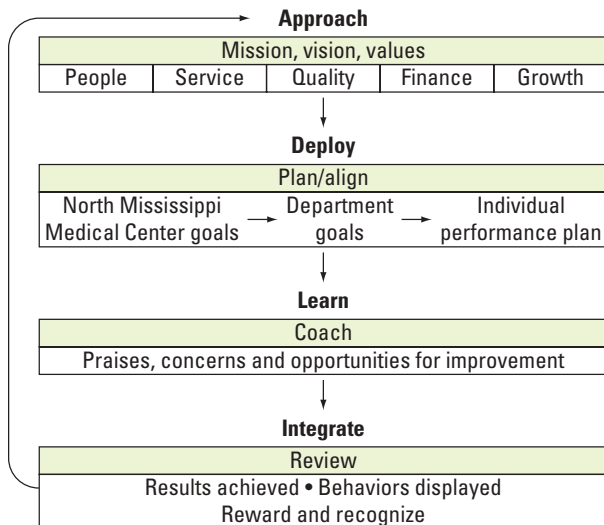 Approach
Mission, vision, values
People Service Quality Finance Growth
Deploy
Plan/align
North Mississippi Medical Center goals
Department goals
Individual performance plan
Learn
Coach
Praises, concerns and opportunities for improvement
Integrate
Review
Results achieved • Behaviors displayed
Reward and recognize